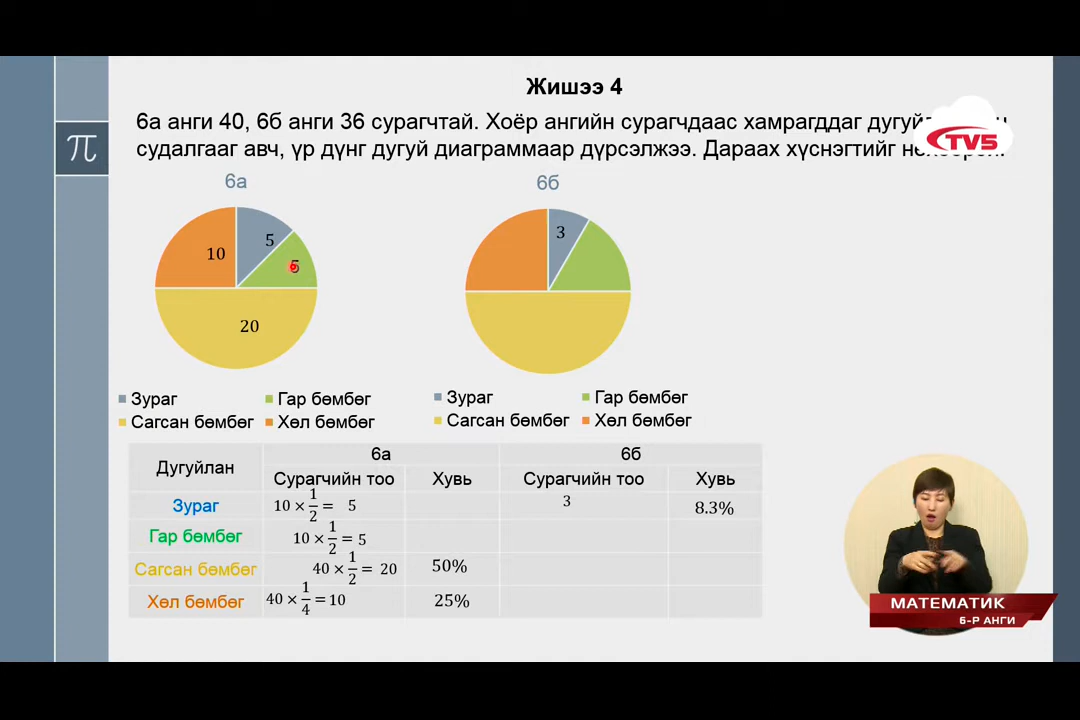 Жишээ 4
6а анги 40, 6б анги 36 сурагчтай. Хоёр ангийн сурагчдаас хамрагддаг
судалгааг авч, үр дүнг дугуй диаграммаар дүрсэлжээ. Дараах хүснэгтийг
TV5
π
6а
6б
10
5
5
20
3
Зураг
Гар бөмбөг
Сагсан бөмбөг
Хөл бөмбөг
Зураг
Гар бөмбөг
Сагсан бөмбөг
Хөл бөмбөг
Дугуйлан 6а 6б
Сурагчийн тоо Хувь Сурагчийн тоо Хувь
Зураг 10 × 1/2 = 5 3 8.3%
Гар бөмбөг 10 × 1/2 = 5
Сагсан бөмбөг 40 × 1/2 = 20 50%
Хөл бөмбөг 40 × 1/4 = 10 25%
МАТЕМАТИК
6-Р АНГИ